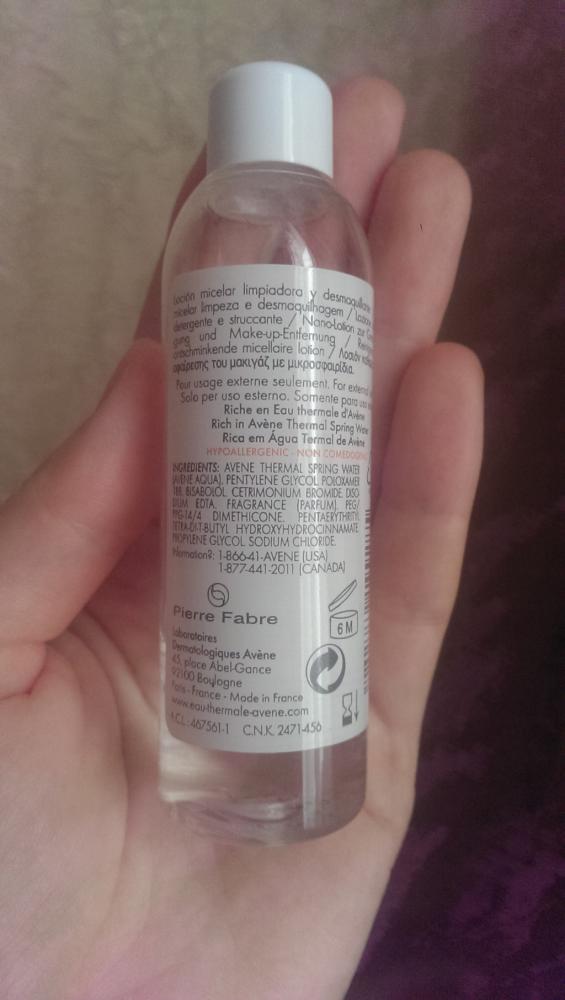 Loción micelar limpiadora y desmaquillante
micelar limpeza e desmaquilhagem / Lozione
detergente e struccante / Nano-Lotion zur
gung und Make-up-Entfernung /
ontschminkende micellaire lotion / Λοσιόν
αφαίρεσης του μακιγιάζ με μικροσφαιρίδια.
Pour usage externe seulement. For external
Solo per uso esterno. Somente para uso
Riche en Eau thermale d'Avène
Rich in Avène Thermal Spring Water
Rica em Água Termal de Avène
HYPOALLERGENIC - NON COMEDOGENIC
INGREDIENTS: AVENE THERMAL SPRING WATER
(AVENE AQUA). PENTYLENE GLYCOL. POLOXAMER
188. BISABOLOL. CETRIMONIUM BROMIDE. DISO-
DIUM EDTA. FRAGRANCE (PARFUM). PEG/
PPG-14/4 DIMETHICONE. PENTAERYTHRITYL
TETRA-DI-T-BUTYL HYDROXYHYDROCINNAMATE.
PROPYLENE GLYCOL. SODIUM CHLORIDE.
Information?: 1-866-41-AVENE (USA)
1-877-441-2011 (CANADA)
Pierre Fabre
6 M
Laboratoires
Dermatologiques Avène
45, place Abel-Gance
92100 Boulogne
Paris - France - Made in France
www.eau-thermale-avene.com
A.C.L.: 467561-1 C.N.K. 2471-456